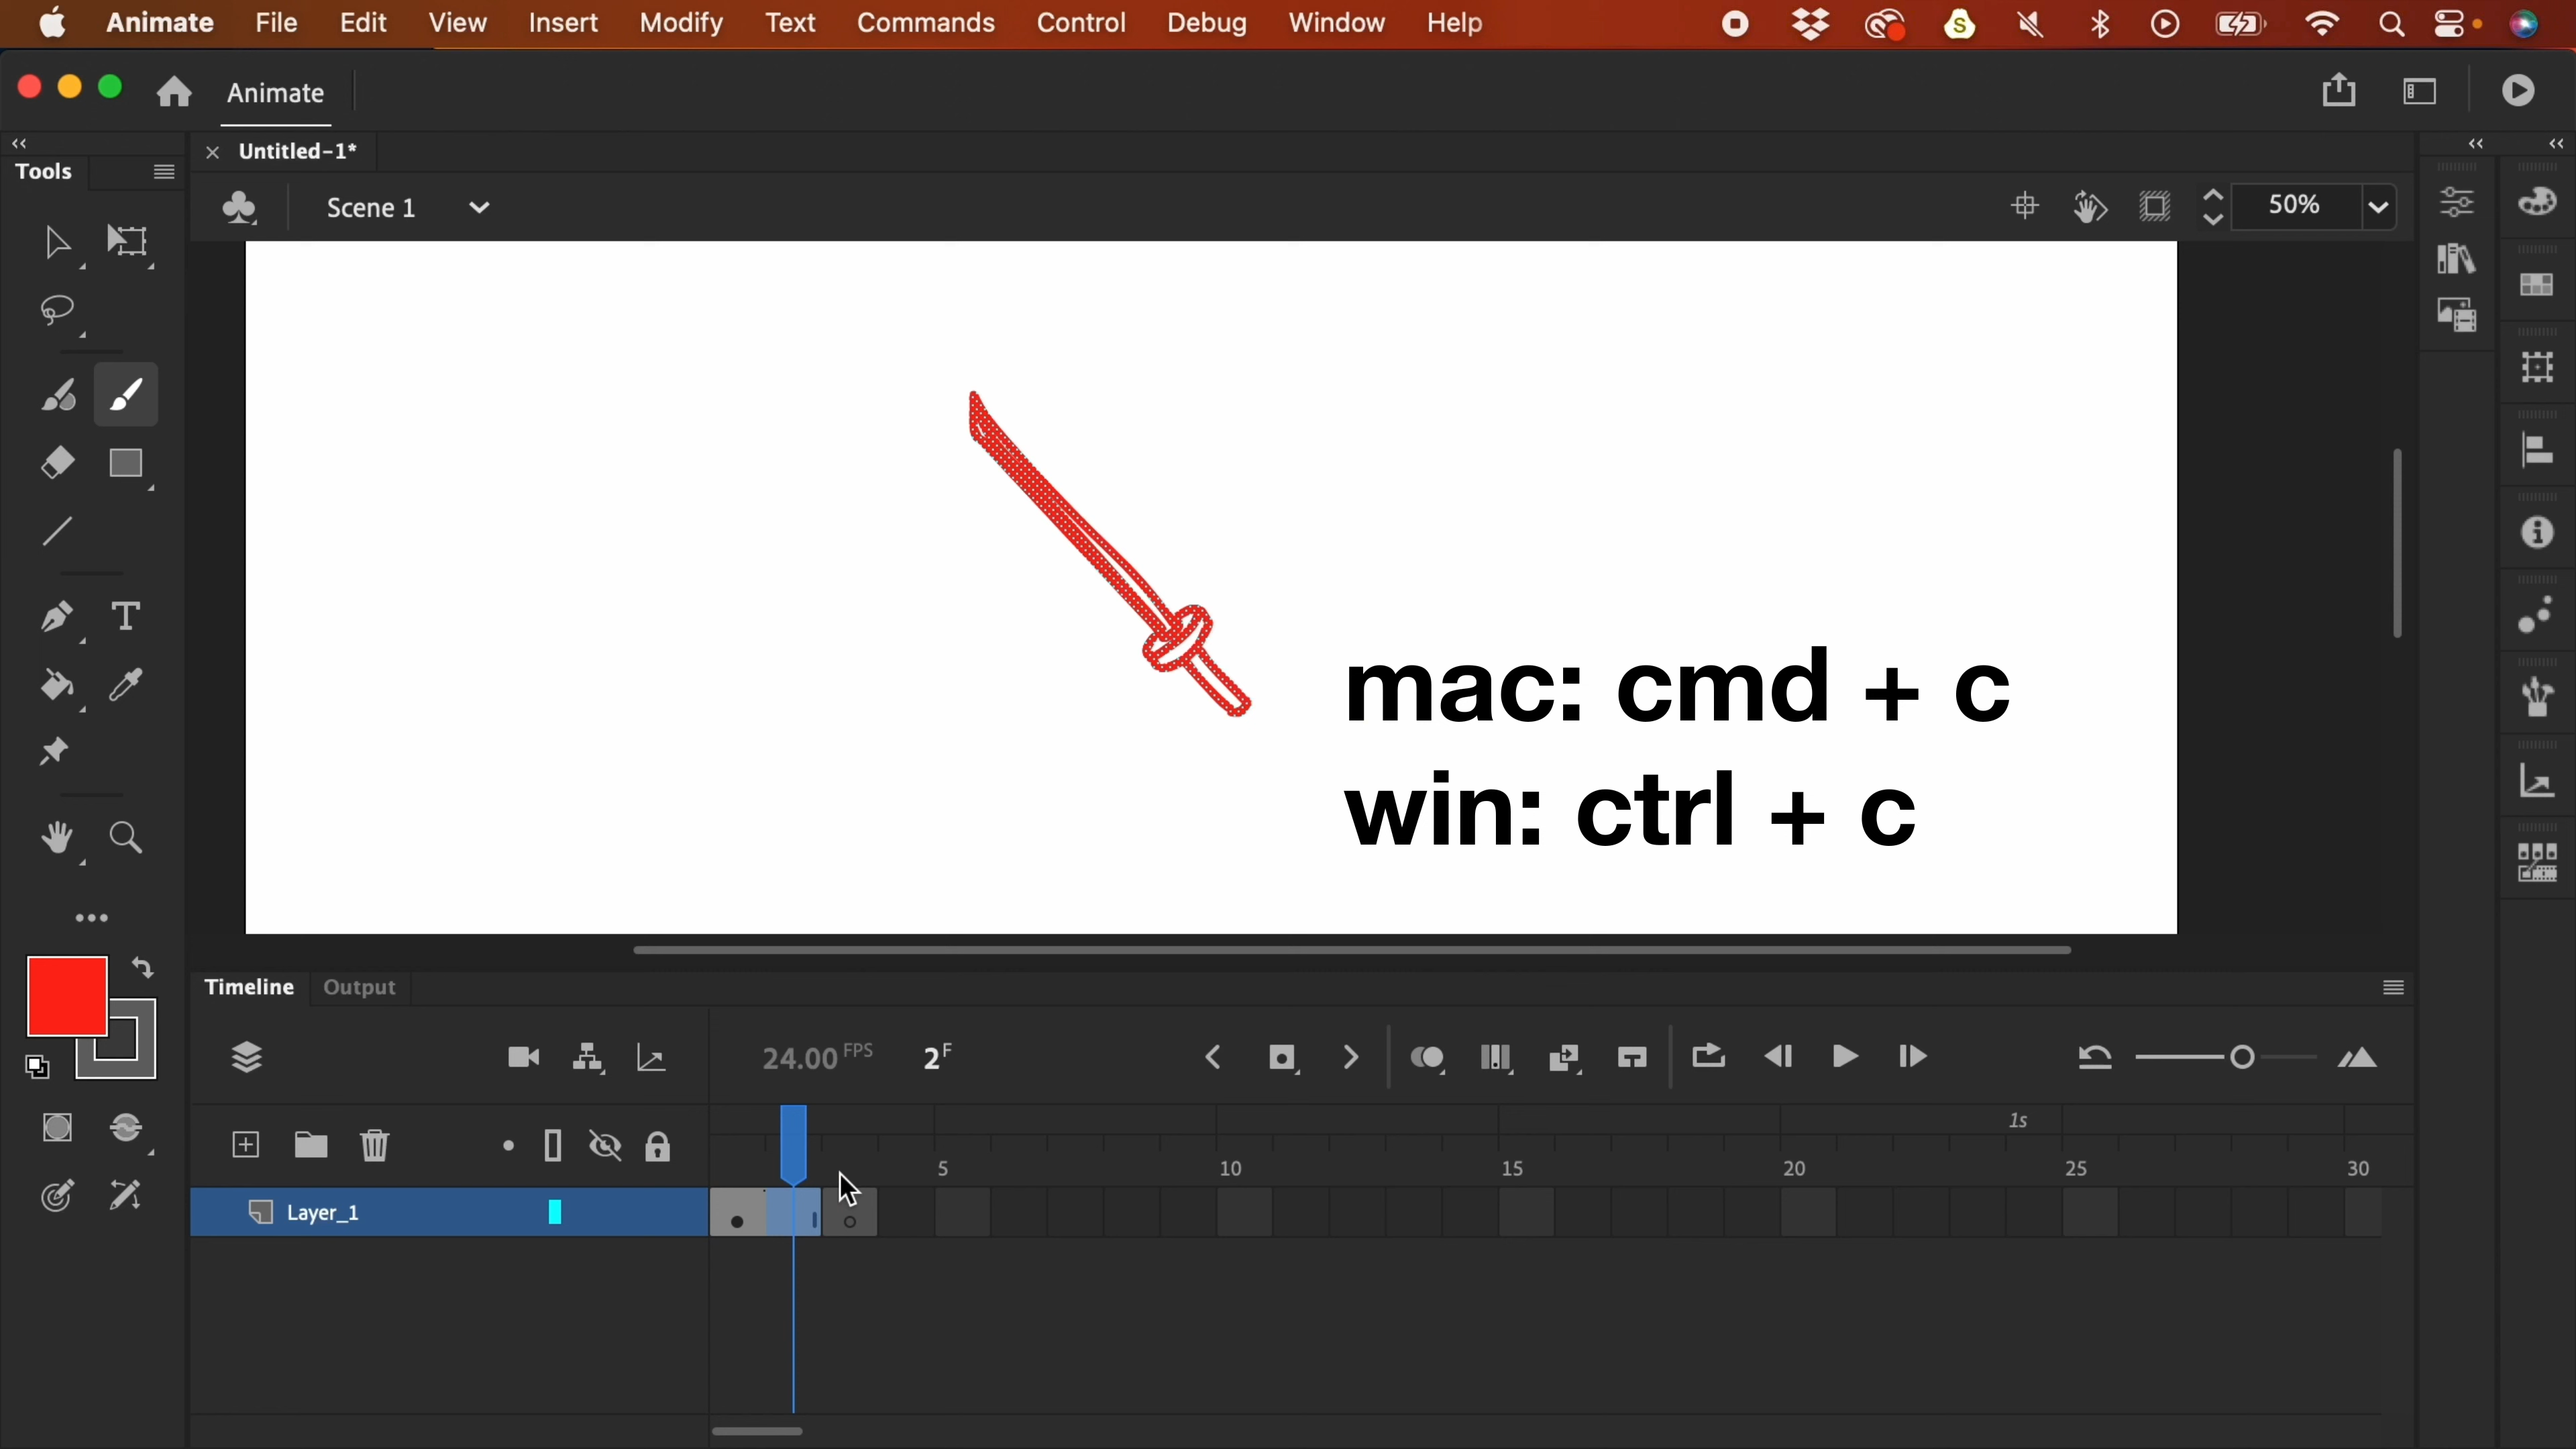 Animate File Edit View Insert Modify Text Commands Control Debug Window Help
Animate
Tools
Untitled-1*
Scene 1
50%
T
mac: cmd + c
win: ctrl + c
Timeline Output
24.00 FPS 2 F
1s
5 10 15 20 25 30
Layer_1